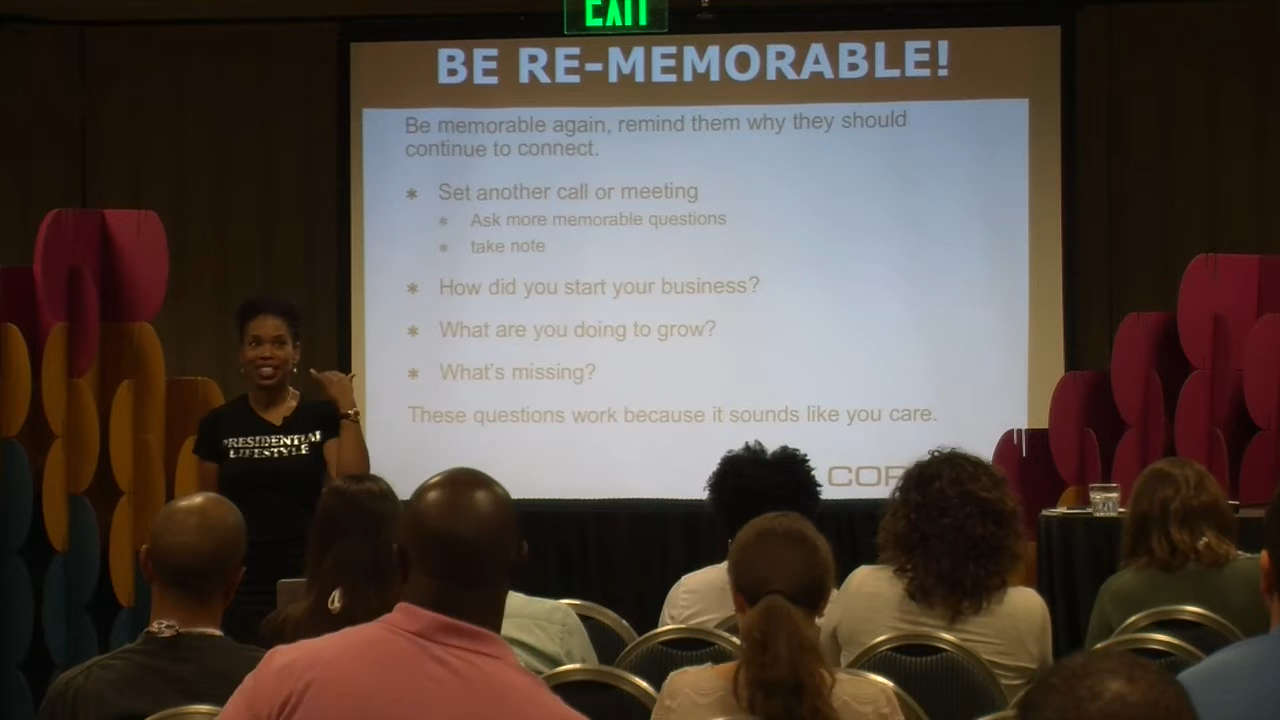 EXIT
BE RE-MEMORABLE!
Be memorable again, remind them why they should
continue to connect.
* Set another call or meeting
* Ask more memorable questions
* take note
* How did you start your business?
* What are you doing to grow?
* What's missing?
These questions work because it sounds like you care.
PRESIDENTIAL
LIFESTYLE